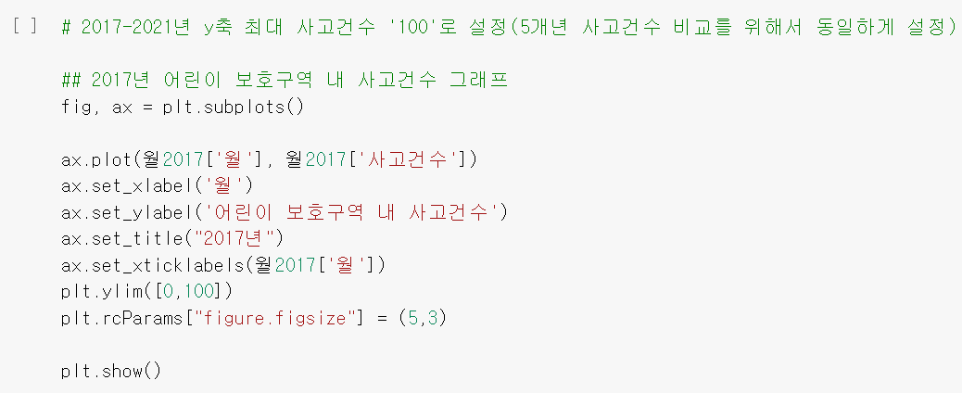 [ ] # 2017-2021년 y축 최대 사고건수 '100'로 설정(5개년 사고건수 비교를 위해서 동일하게 설정)
## 2017년 어린이 보호구역 내 사고건수 그래프
fig, ax = plt.subplots()
ax.plot(월2017['월'], 월2017['사고건수'])
ax.set_xlabel('월')
ax.set_ylabel('어린이 보호구역 내 사고건수')
ax.set_title("2017년")
ax.set_xticklabels(월2017['월'])
plt.ylim([0,100])
plt.rcParams["figure.figsize"] = (5,3)
plt.show()